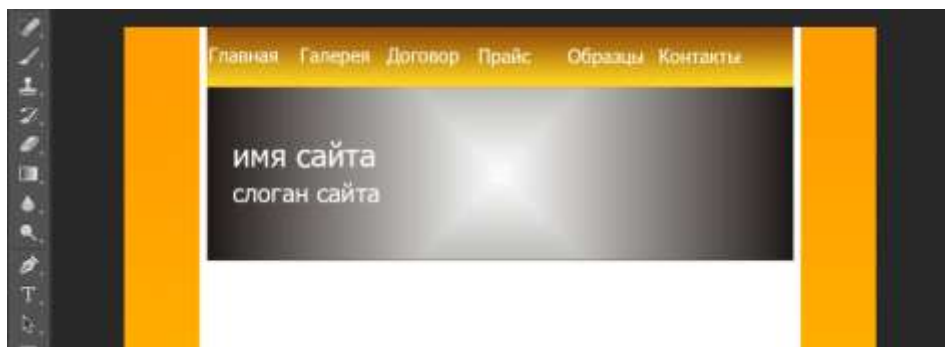 Главная Галерея Договор Прайс Образцы Контакты
имя сайта
слоган сайта